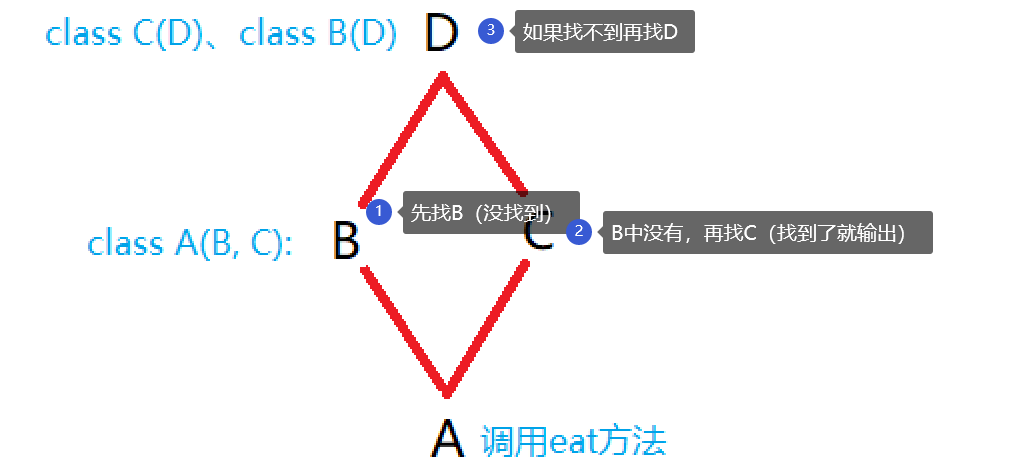 class C(D)、class B(D) D 3 如果找不到再找D
1 先找B（没找到）
class A(B, C): B C 2 B中没有，再找C（找到了就输出）
A 调用eat方法